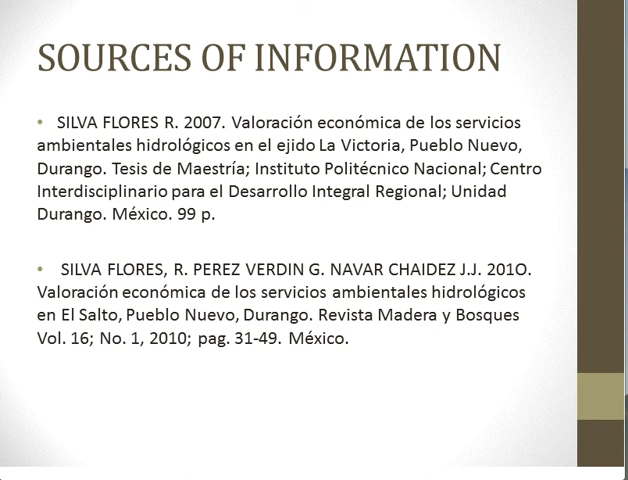 SOURCES OF INFORMATION
• SILVA FLORES R. 2007. Valoración económica de los servicios
ambientales hidrológicos en el ejido La Victoria, Pueblo Nuevo,
Durango. Tesis de Maestría; Instituto Politécnico Nacional; Centro
Interdisciplinario para el Desarrollo Integral Regional; Unidad
Durango. México. 99 p.
• SILVA FLORES, R. PEREZ VERDIN G. NAVAR CHAIDEZ J.J. 201O.
Valoración económica de los servicios ambientales hidrológicos
en El Salto, Pueblo Nuevo, Durango. Revista Madera y Bosques
Vol. 16; No. 1, 2010; pag. 31-49. México.